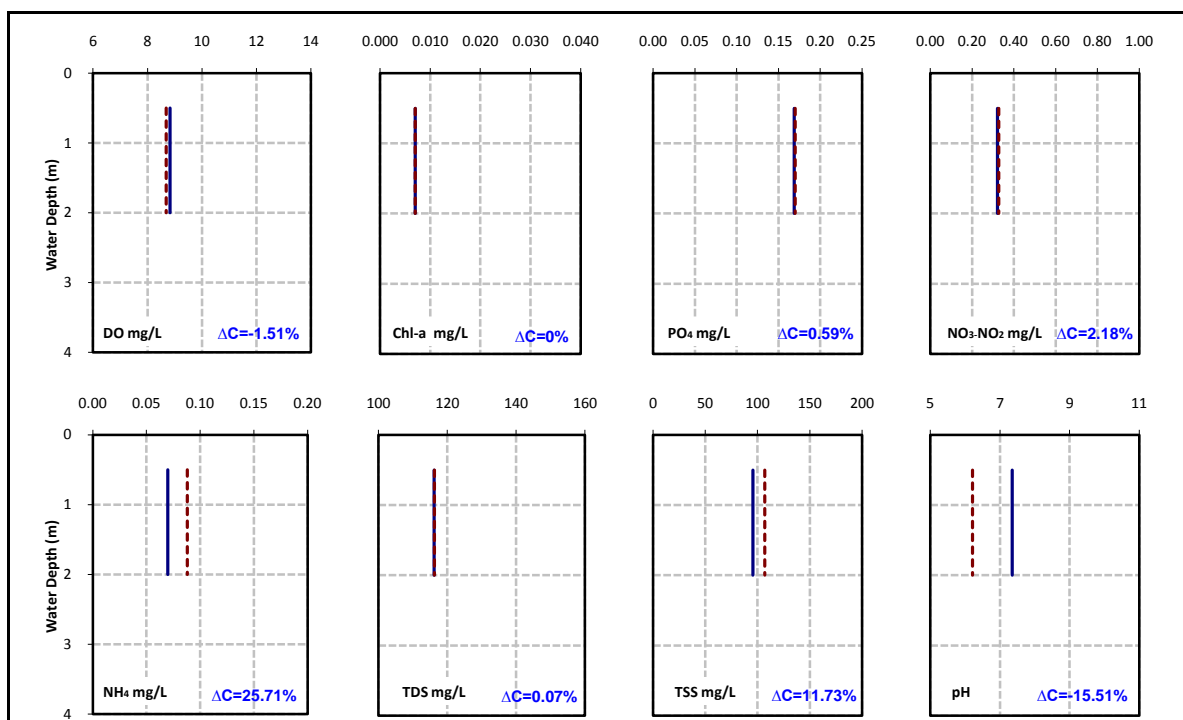 6 8 10 12 14
0.000 0.010 0.020 0.030 0.040
0.00 0.05 0.10 0.15 0.20 0.25
0.00 0.20 0.40 0.60 0.80 1.00
0
1
2
3
4
Water Depth (m)
DO mg/L ΔC=-1.51%
Chl-a mg/L ΔC=0%
PO₄ mg/L ΔC=0.59%
NO₃-NO₂ mg/L ΔC=2.18%
0.00 0.05 0.10 0.15 0.20
100 120 140 160
0 50 100 150 200
5 7 9 11
0
1
2
3
4
Water Depth (m)
NH₄ mg/L ΔC=25.71%
TDS mg/L ΔC=0.07%
TSS mg/L ΔC=11.73%
pH ΔC=-15.51%